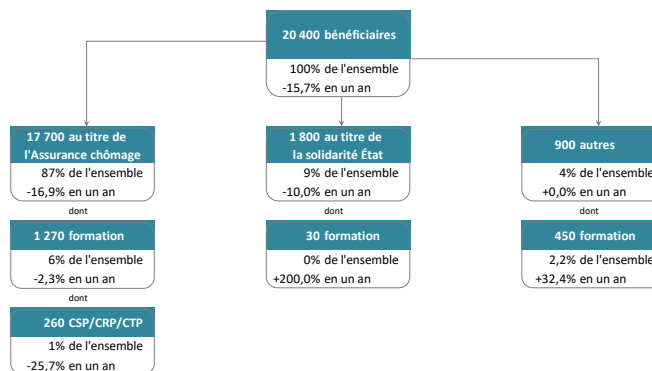 20 400 bénéficiaires
100% de l'ensemble
-15,7% en un an
17 700 au titre de
l'Assurance chômage
87% de l'ensemble
-16,9% en un an
dont
1 270 formation
6% de l'ensemble
-2,3% en un an
dont
260 CSP/CRP/CTP
1% de l'ensemble
-25,7% en un an
1 800 au titre de
la solidarité État
9% de l'ensemble
-10,0% en un an
dont
30 formation
0% de l'ensemble
+200,0% en un an
900 autres
4% de l'ensemble
+0,0% en un an
dont
450 formation
2,2% de l'ensemble
+32,4% en un an